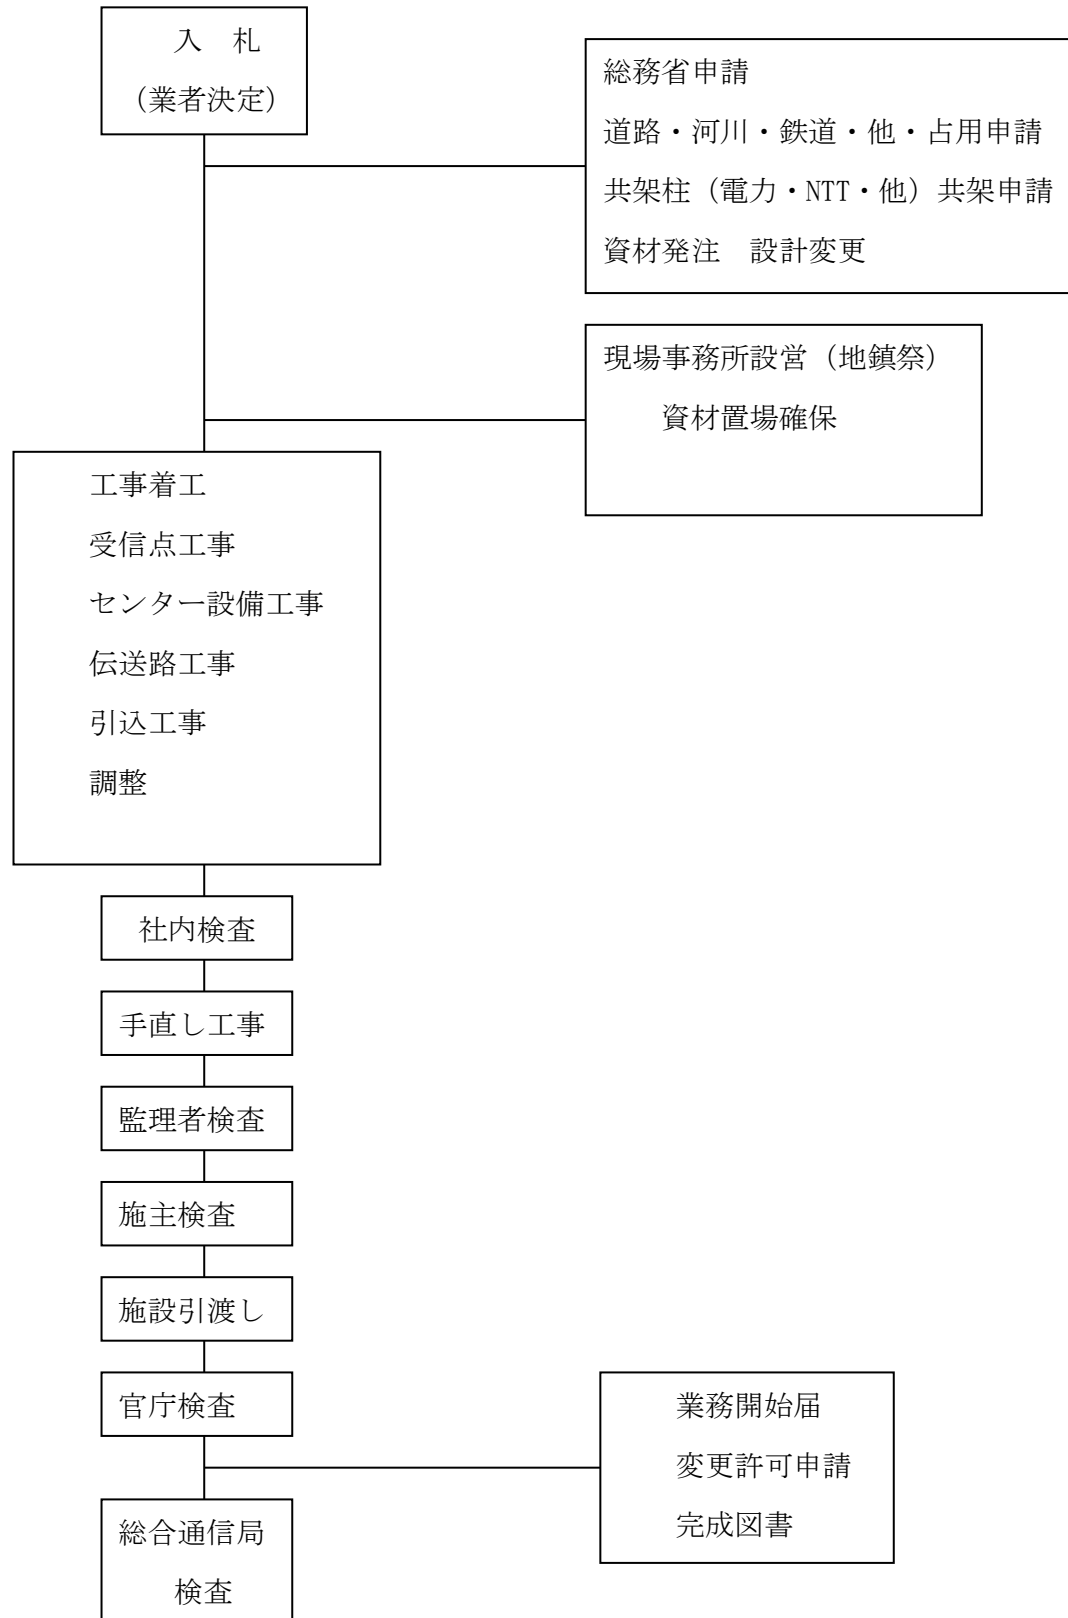 入　札
（業者決定）
総務省申請
道路・河川・鉄道・他・占用申請
共架柱（電力・NTT・他）共架申請
資材発注　設計変更
現場事務所設営（地鎮祭）
資材置場確保
工事着工
受信点工事
センター設備工事
伝送路工事
引込工事
調整
社内検査
手直し工事
監理者検査
施主検査
施設引渡し
官庁検査
業務開始届
変更許可申請
完成図書
総合通信局
検査